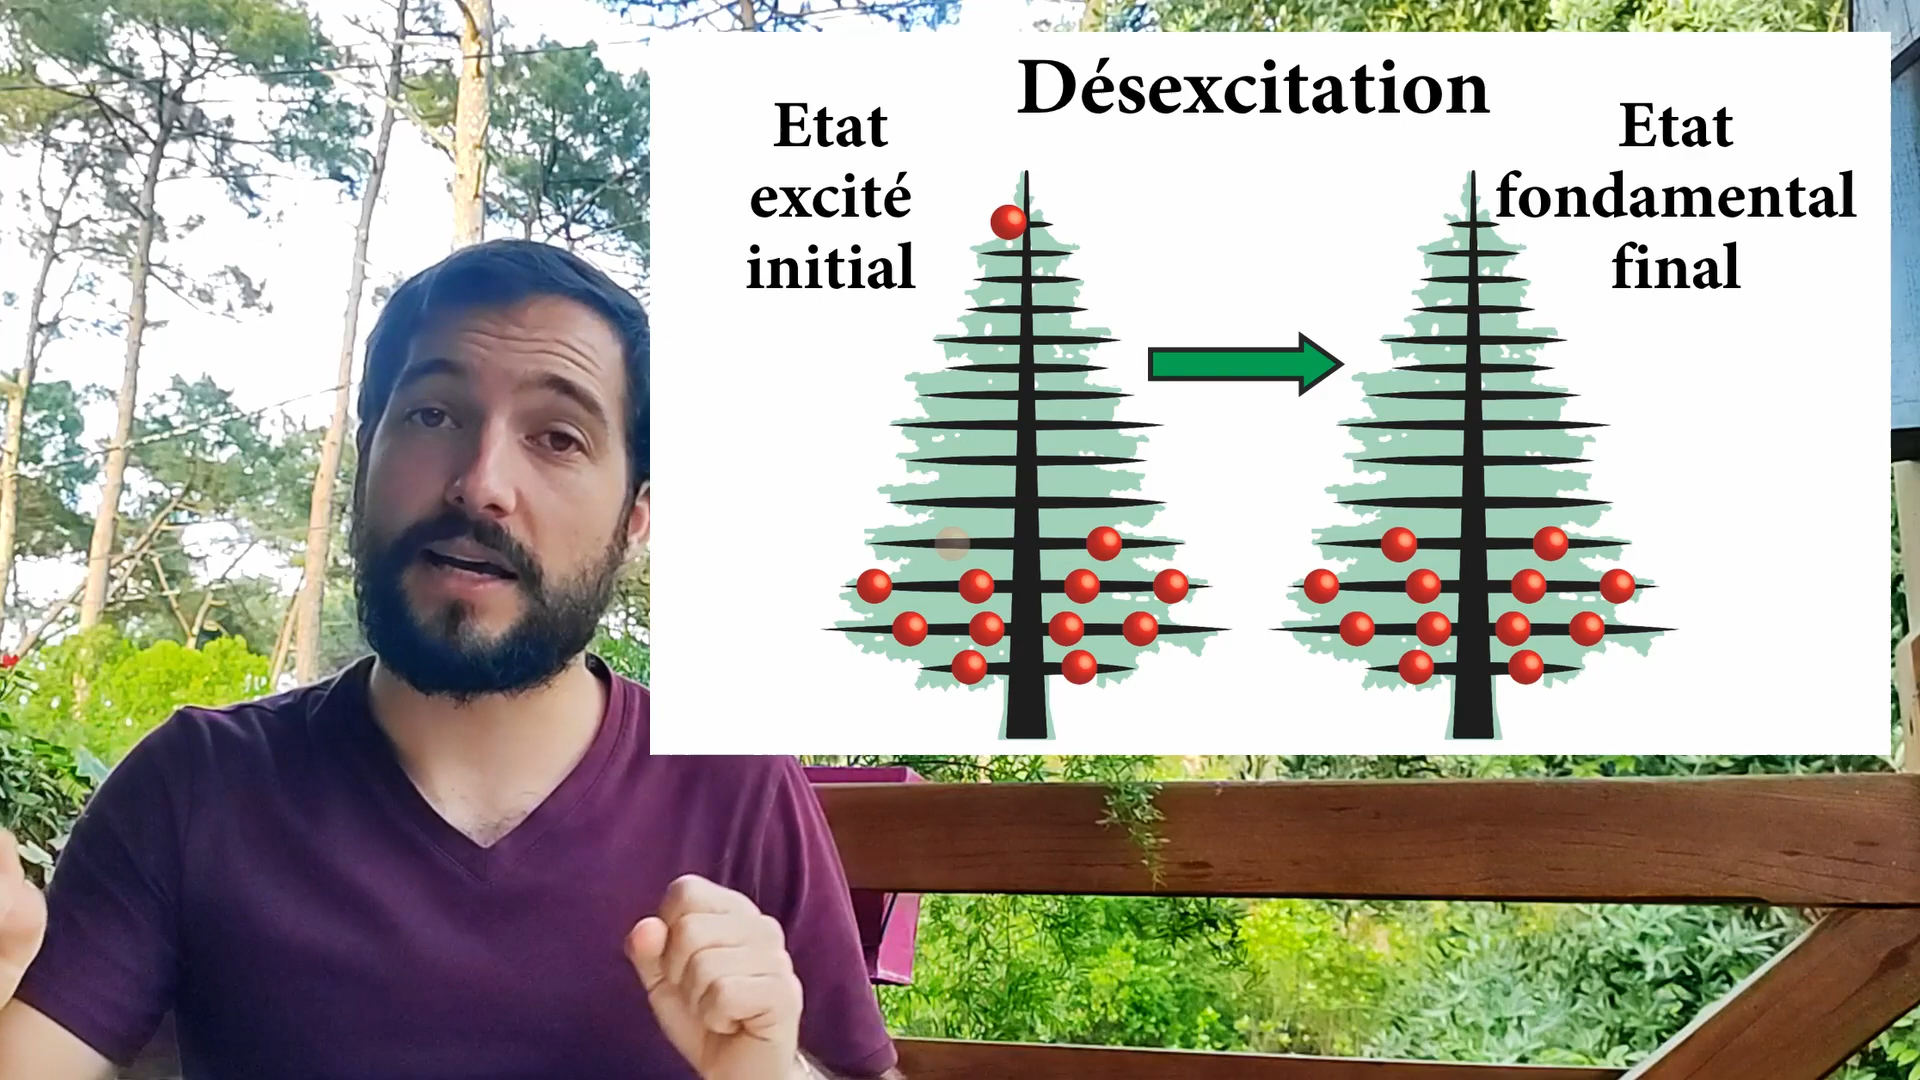 Désexcitation
Etat
excité
initial
Etat
fondamental
final